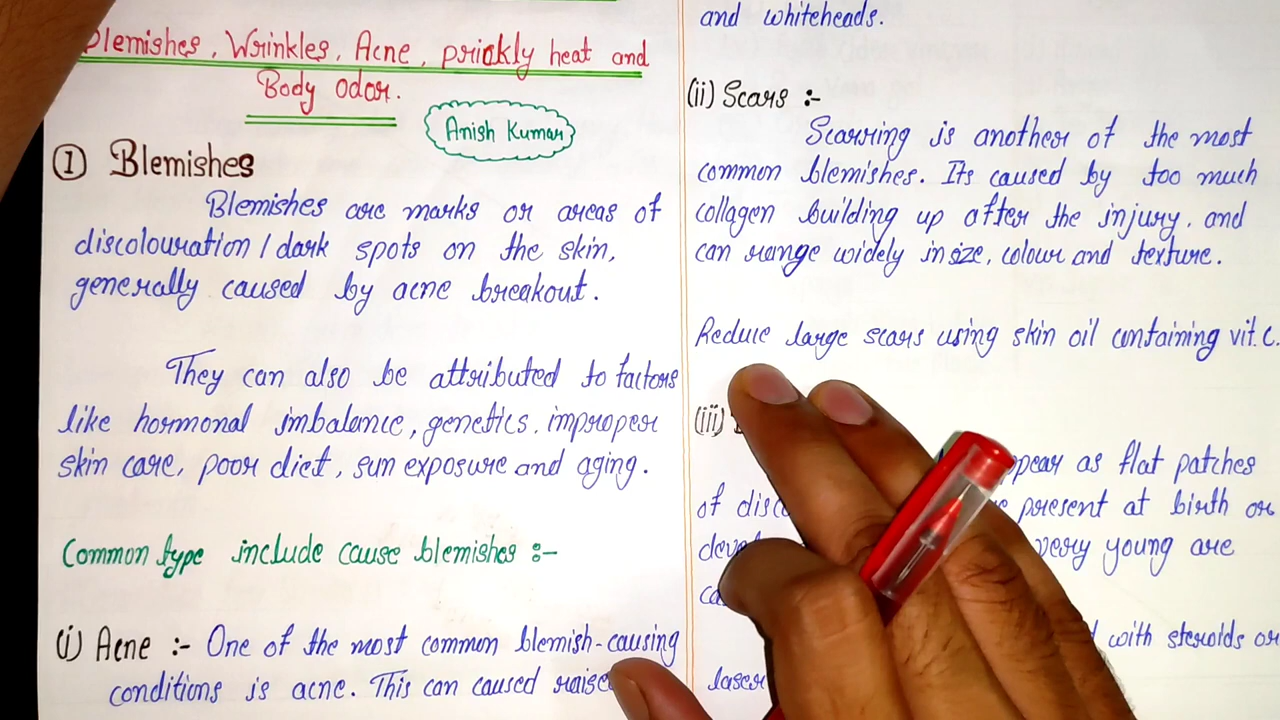 Blemishes, Wrinkles, Acne, prickly heat and
Body odor.
Anish Kumar
① Blemishes
Blemishes are marks or areas of
discolouration / dark spots on the skin,
generally caused by acne breakout.
They can also be attributed to factors
like hormonal imbalance, genetics, improper
skin care, poor diet, sun exposure and aging.
Common type include cause blemishes :-
(i) Acne :- One of the most common blemish-causing
conditions is acne. This can caused
and whiteheads.
(ii) Scars :-
Scarring is another of the most
common blemishes. Its caused by too much
collagen building up after the injury, and
can range widely in size, colour and texture.
Reduce large scars using skin oil containing vit. C.
(iii)
as flat patches
of present at birth or
very young are
with steroids or
laser